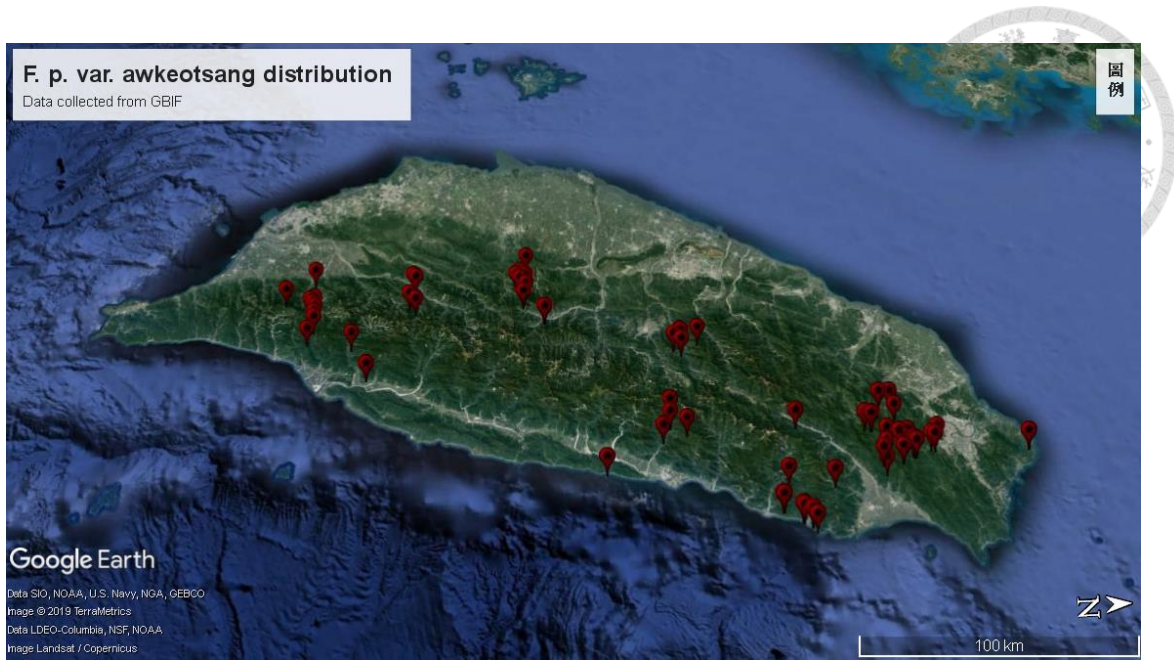 F. p. var. awkeotsang distribution
Data collected from GBIF
圖
例
Google Earth
Data SIO, NOAA, U.S. Navy, NGA, GEBCO
Image © 2019 TerraMetrics
Data LDEO-Columbia, NSF, NOAA
Image Landsat / Copernicus
N
100 km